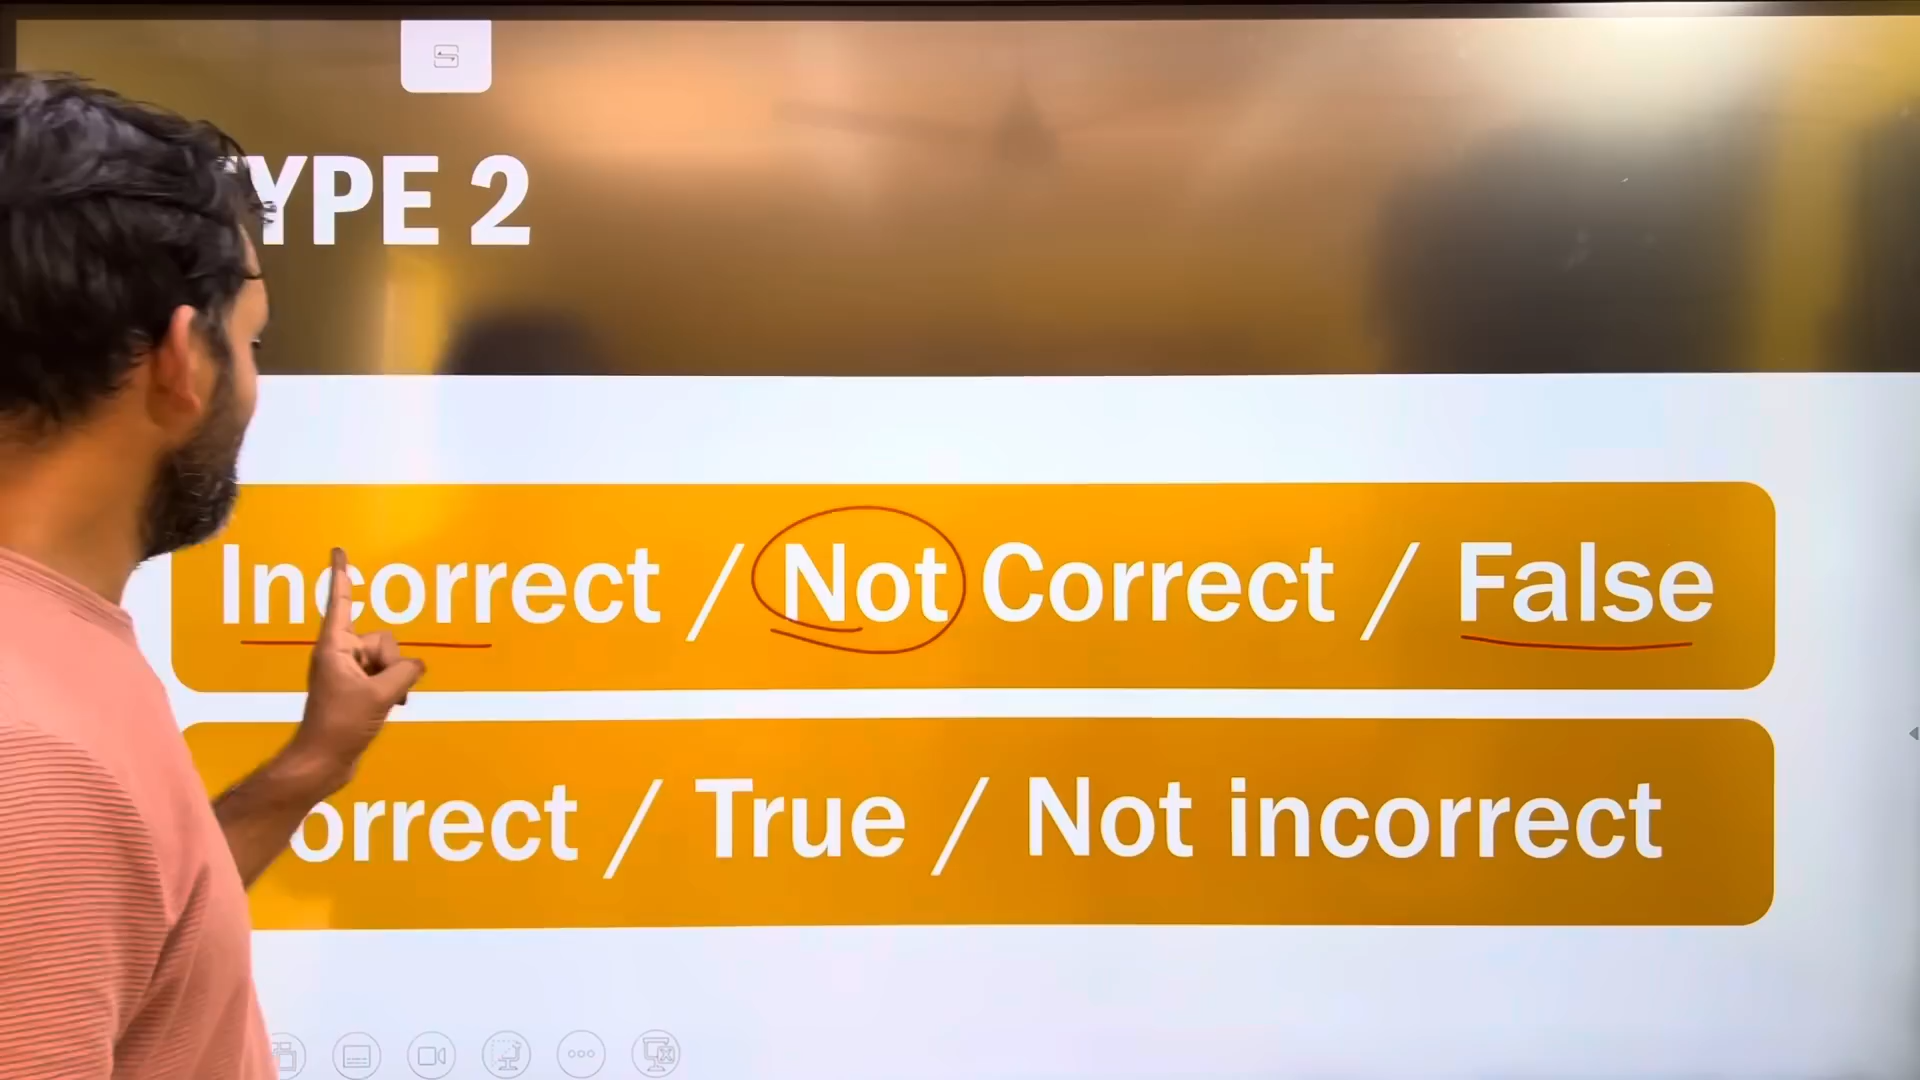 YPE 2
Incorrect / Not Correct / False
orrect / True / Not incorrect